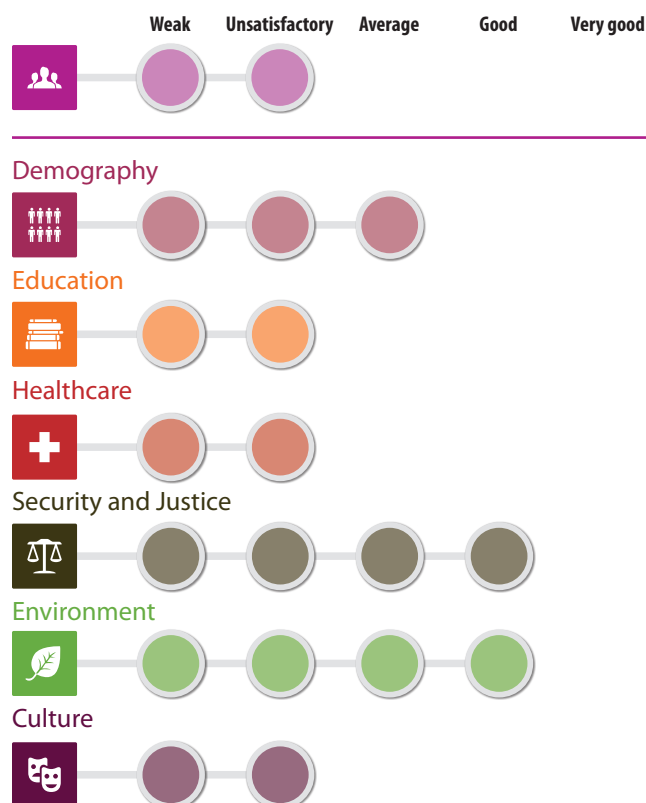 Weak Unsatisfactory Average Good Very good
Demography
Education
Healthcare
Security and Justice
Environment
Culture